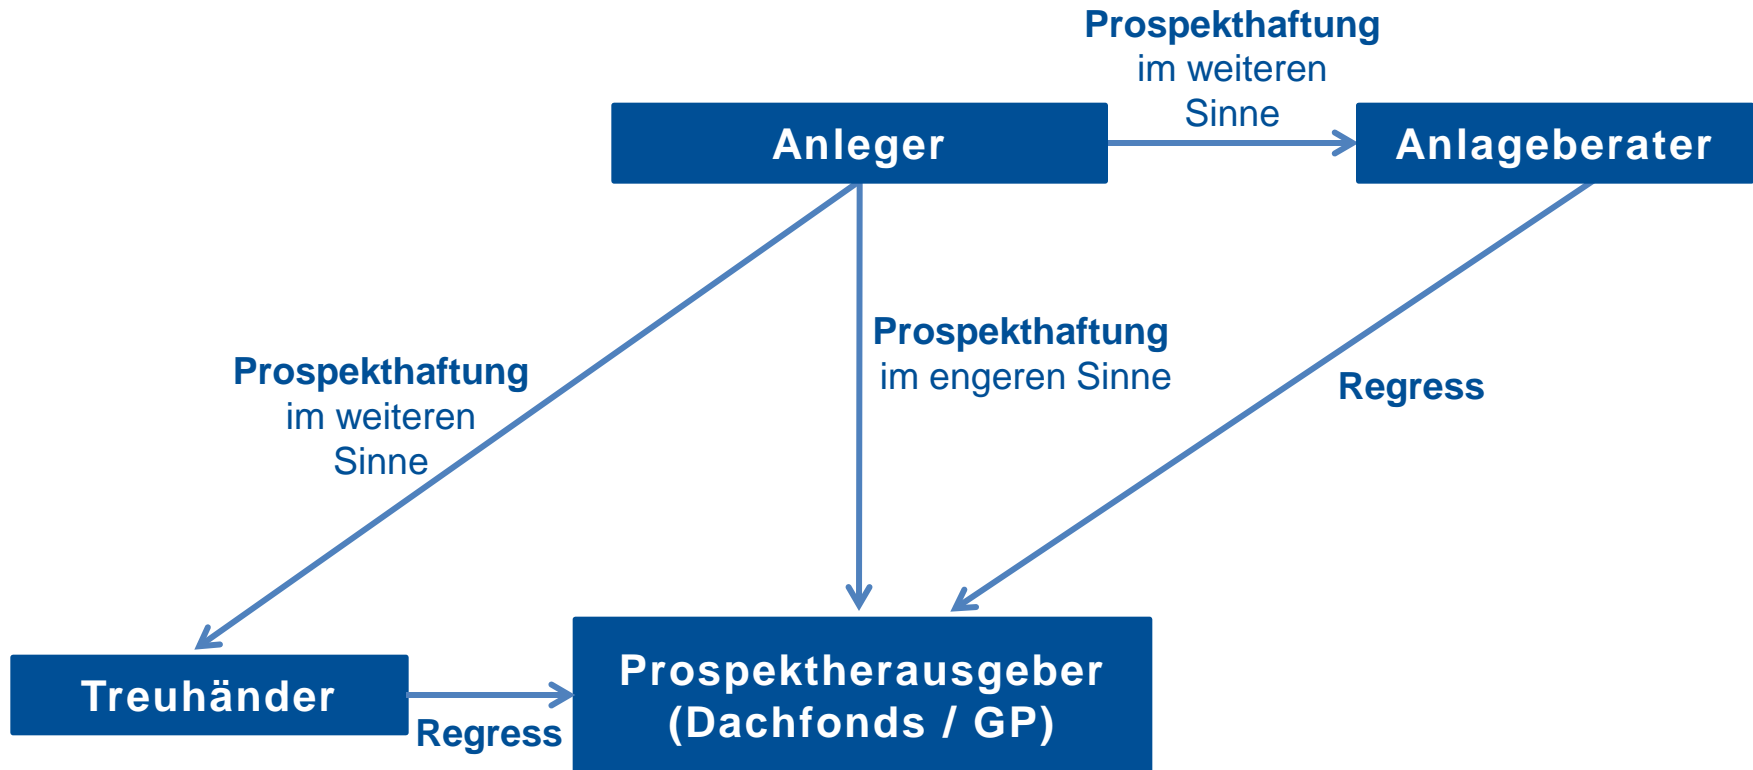 Prospekthaftung
im weiteren
Sinne
Anleger
Anlageberater
Prospekthaftung
im engeren Sinne
Prospekthaftung
im weiteren
Sinne
Regress
Treuhänder
Regress
Prospektherausgeber
(Dachfonds / GP)